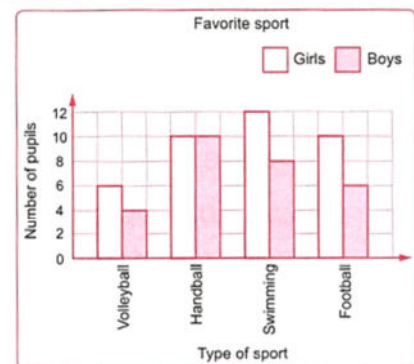 Favorite sport
Girls Boys
Number of pupils
12
10
8
6
4
2
0
Volleyball
Handball
Swimming
Football
Type of sport